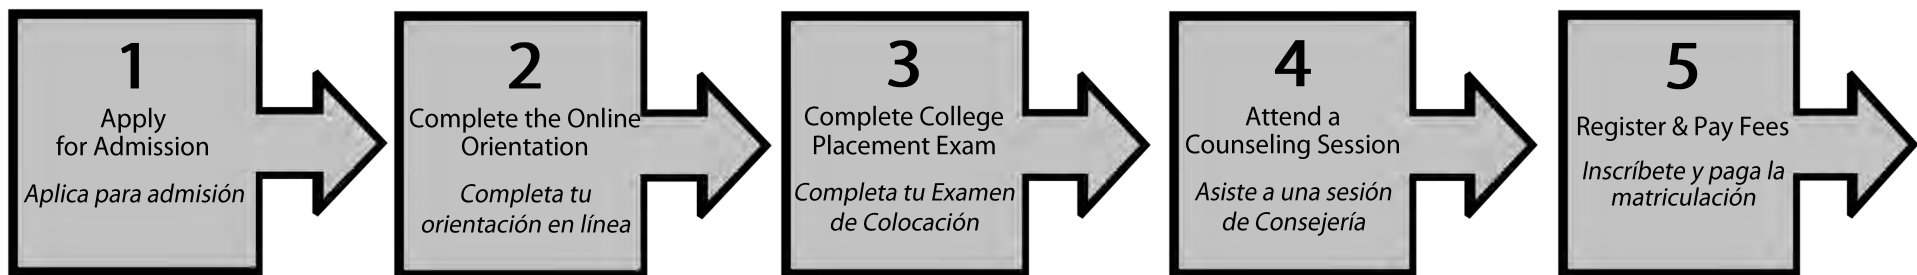 1
Apply
for Admission
Aplica para admisión
2
Complete the Online
Orientation
Completa tu
orientación en línea
3
Complete College
Placement Exam
Completa tu Examen
de Colocación
4
Attend a
Counseling Session
Asiste a una sesión
de Consejería
5
Register & Pay Fees
Inscríbete y paga la
matriculación